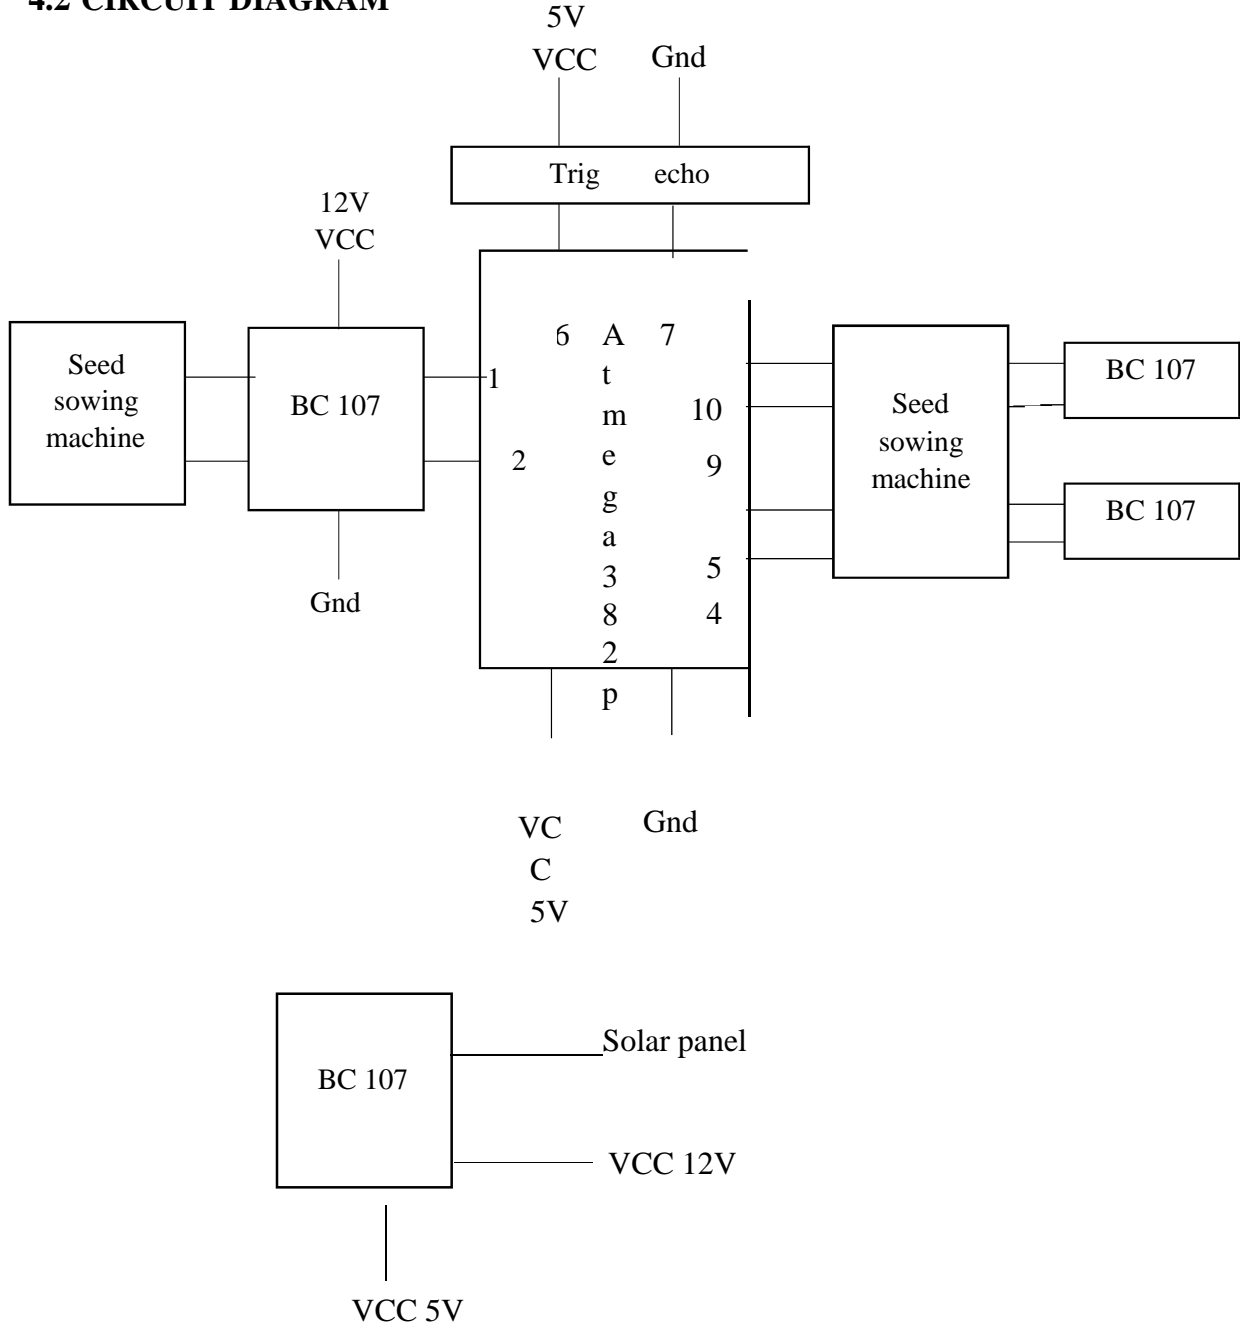 4.2 CIRCUIT DIAGRAM
5V
VCC
Gnd
Trig echo
12V
VCC
Seed
sowing
machine
BC 107
Gnd
1
2
6
7
10
9
5
4
A
t
m
e
g
a
3
8
2
p
Seed
sowing
machine
BC 107
BC 107
VC
C
5V
Gnd
BC 107
Solar panel
VCC 12V
VCC 5V